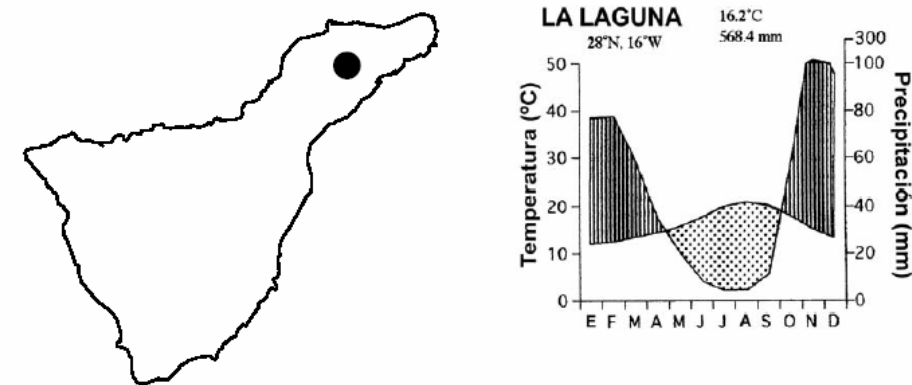 LA LAGUNA
16.2°C
28°N, 16°W
568.4 mm
Temperatura (ºC)
50
40
30
20
10
0
300
100
80
60
40
20
0
Precipitación (mm)
E F M A M J J A S O N D